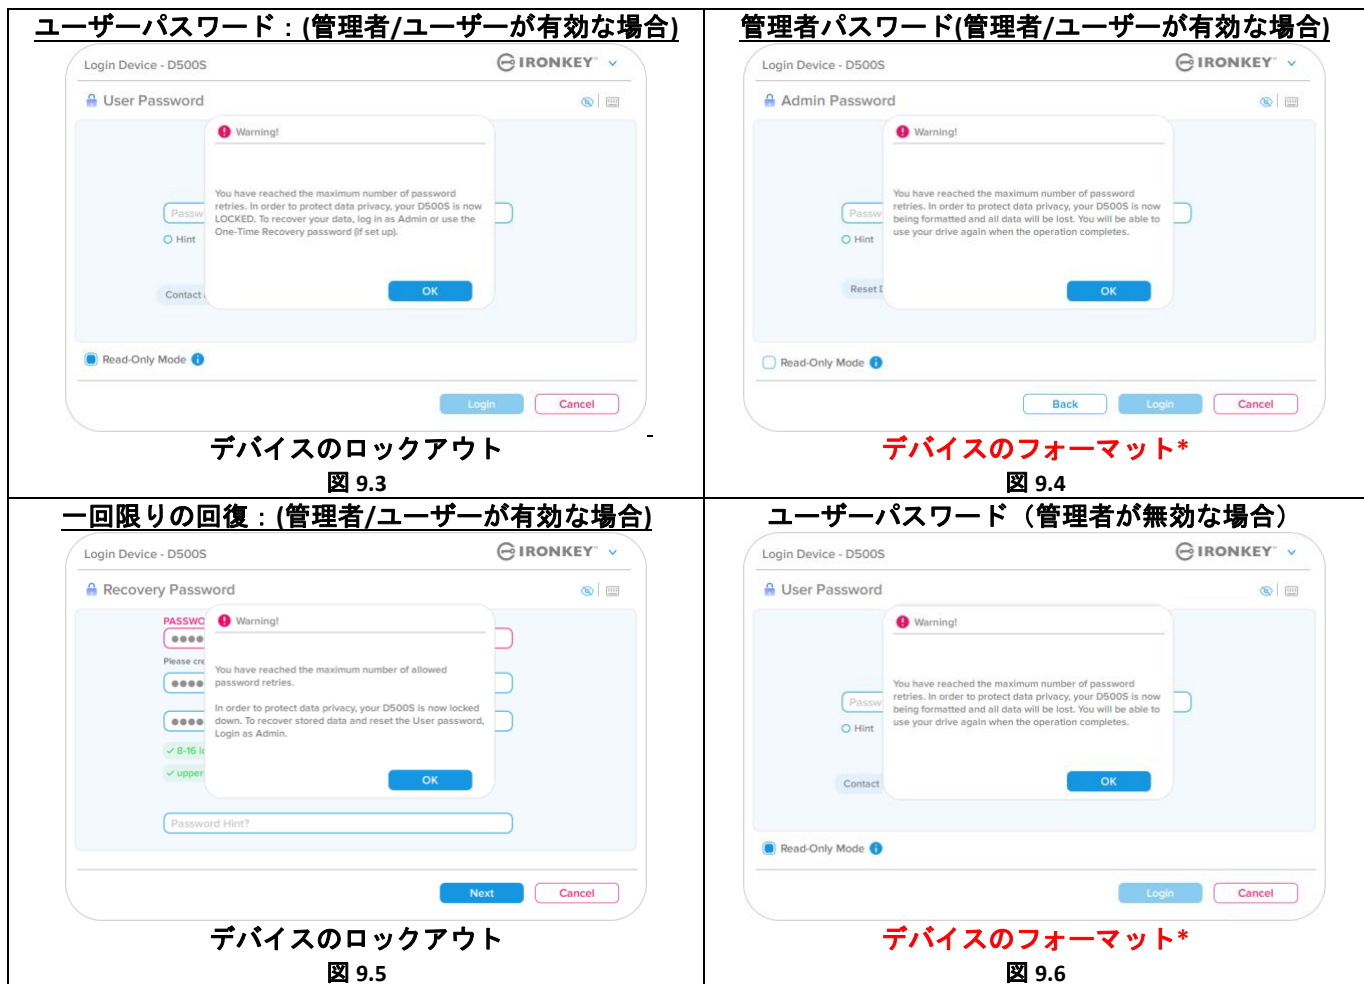 ユーザーパスワード：(管理者/ユーザーが有効な場合)
Login Device - D500S
IRONKEY™
User Password
Warning!
You have reached the maximum number of password
retries. In order to protect data privacy, your D500S is now
LOCKED. To recover your data, log in as Admin or use the
One-Time Recovery password (if set up).
Passw
Hint
OK
Contact
Read-Only Mode
Login
Cancel
デバイスのロックアウト
図 9.3
管理者パスワード(管理者/ユーザーが有効な場合)
Login Device - D500S
IRONKEY™
Admin Password
Warning!
You have reached the maximum number of password
retries. In order to protect data privacy, your D500S is now
being formatted and all data will be lost. You will be able to
use your drive again when the operation completes.
Passw
Hint
Reset D
OK
Read-Only Mode
Back
Login
Cancel
デバイスのフォーマット*
図 9.4
一回限りの回復：(管理者/ユーザーが有効な場合)
Login Device - D500S
IRONKEY™
Recovery Password
PASSWO
Warning!
Please cre
You have reached the maximum number of allowed
password retries.
In order to protect data privacy, your D500S is now locked
down. To recover stored data and reset the User password,
Login as Admin.
8-16 lo
upper
OK
Password Hint?
Next
Cancel
デバイスのロックアウト
図 9.5
ユーザーパスワード（管理者が無効な場合）
Login Device - D500S
IRONKEY™
User Password
Warning!
You have reached the maximum number of password
retries. In order to protect data privacy, your D500S is now
being formatted and all data will be lost. You will be able to
use your drive again when the operation completes.
Passw
Hint
Contact
OK
Read-Only Mode
Login
Cancel
デバイスのフォーマット*
図 9.6